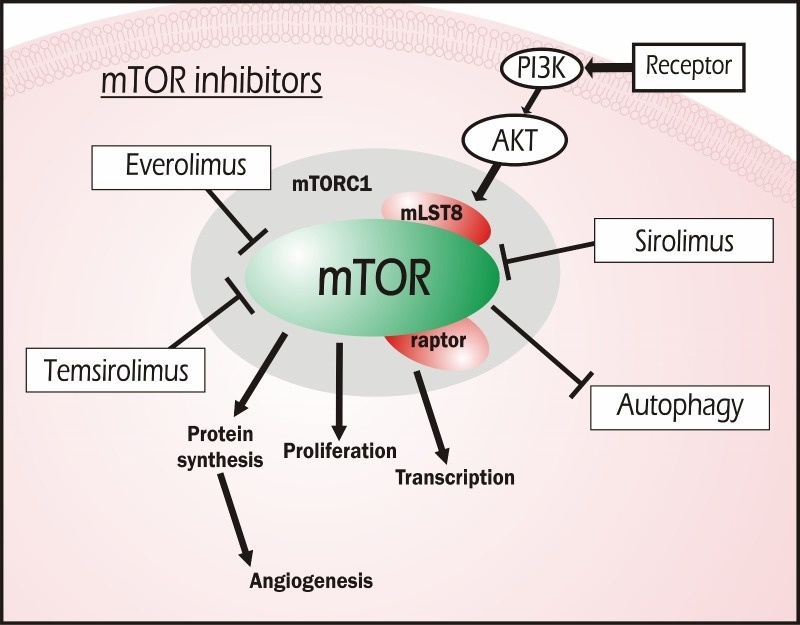 mTOR inhibitors
PI3K
Receptor
AKT
Everolimus
mTORC1
mLST8
Sirolimus
mTOR
raptor
Temsirolimus
Autophagy
Protein
synthesis
Proliferation
Transcription
Angiogenesis